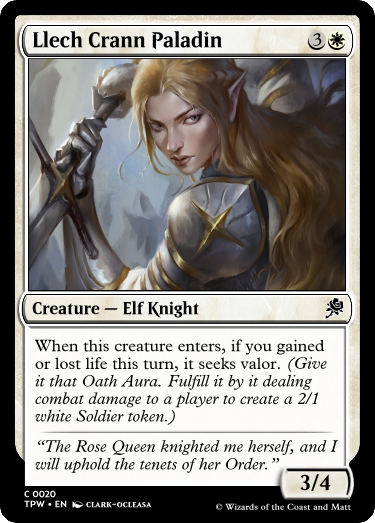 Llech Crann Paladin 3
Creature — Elf Knight
When this creature enters, if you gained
or lost life this turn, it seeks valor. (Give
it that Oath Aura. Fulfill it by it dealing
combat damage to a player to create a 2/1
white Soldier token.)
“The Rose Queen knighted me herself, and I
will uphold the tenets of her Order.”
3/4
C 0020
TPW • EN CLARK-OCLEASA
© Wizards of the Coast and Matt